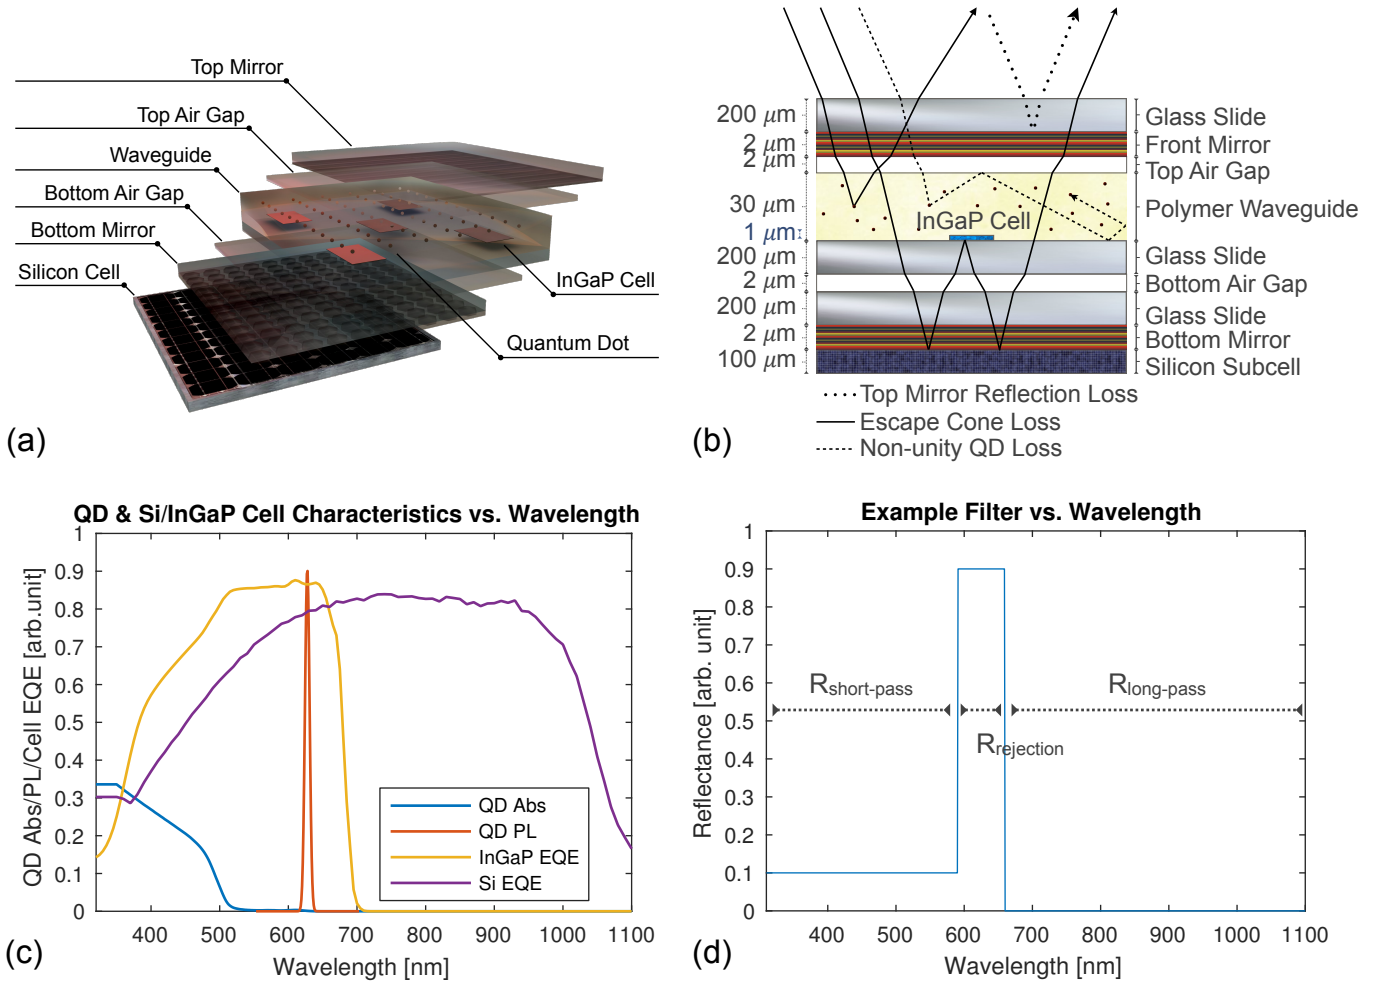 Top Mirror
Top Air Gap
Waveguide
Bottom Air Gap
Bottom Mirror
Silicon Cell
InGaP Cell
Quantum Dot
(a)
200 μm
2 μm
2 μm
30 μm
1 μm
200 μm
2 μm
200 μm
2 μm
100 μm
InGaP Cell
Glass Slide
Front Mirror
Top Air Gap
Polymer Waveguide
Glass Slide
Bottom Air Gap
Glass Slide
Bottom Mirror
Silicon Subcell
Top Mirror Reflection Loss
Escape Cone Loss
Non-unity QD Loss
(b)
QD & Si/InGaP Cell Characteristics vs. Wavelength
QD Abs/PL/Cell EQE [arb.unit]
1
0.9
0.8
0.7
0.6
0.5
0.4
0.3
0.2
0.1
0
400 500 600 700 800 900 1000 1100
Wavelength [nm]
QD Abs
QD PL
InGaP EQE
Si EQE
(c)
Example Filter vs. Wavelength
Reflectance [arb. unit]
1
0.9
0.8
0.7
0.6
0.5
0.4
0.3
0.2
0.1
0
Rshort-pass
Rrejection
Rlong-pass
400 500 600 700 800 900 1000 1100
Wavelength [nm]
(d)